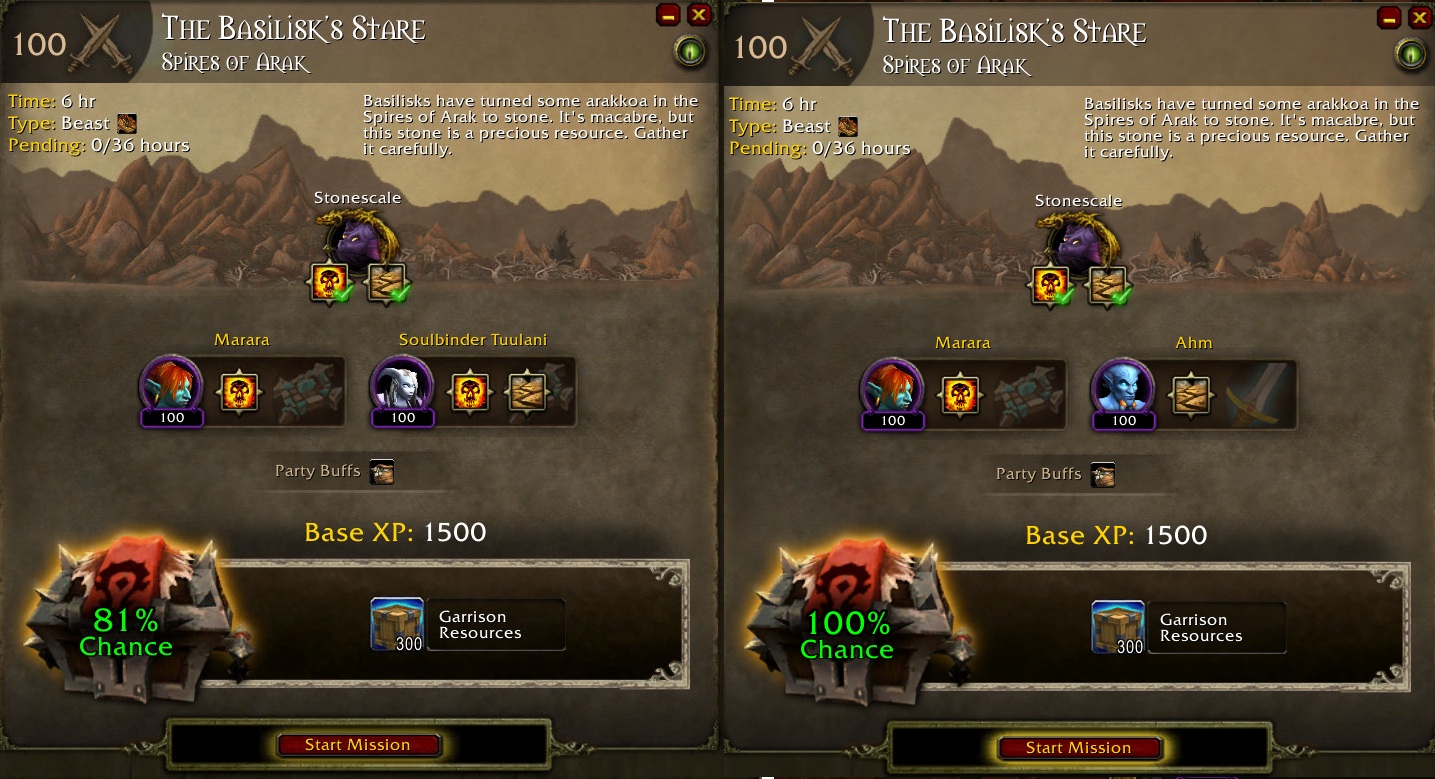 100
The Basilisk's Stare
Spires of Arak
Time: 6 hr
Type: Beast
Pending: 0/36 hours
Basilisks have turned some arakkoa in the
Spires of Arak to stone. It's macabre, but
this stone is a precious resource. Gather
it carefully.
Stonescale
Marara
Soulbinder Tuulani
100
100
Party Buffs
Base XP: 1500
81%
Chance
300
Garrison
Resources
Start Mission
100
The Basilisk's Stare
Spires of Arak
Time: 6 hr
Type: Beast
Pending: 0/36 hours
Basilisks have turned some arakkoa in the
Spires of Arak to stone. It's macabre, but
this stone is a precious resource. Gather
it carefully.
Stonescale
Marara
Ahm
100
100
Party Buffs
Base XP: 1500
100%
Chance
300
Garrison
Resources
Start Mission